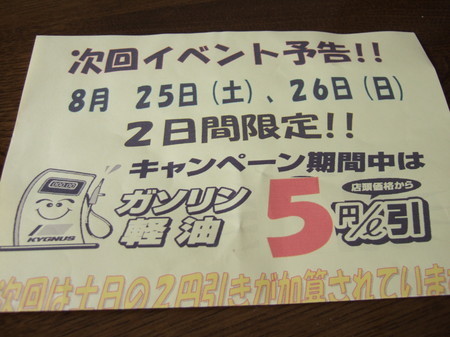 次回イベント予告!!
8月 25日(土)、26日(日)
2日間限定!!
キャンペーン期間中は
ガソリン
軽油
5
店頭価格から
円/ℓ引
KYGNUS
次回は土日の2円引きが加算されていま